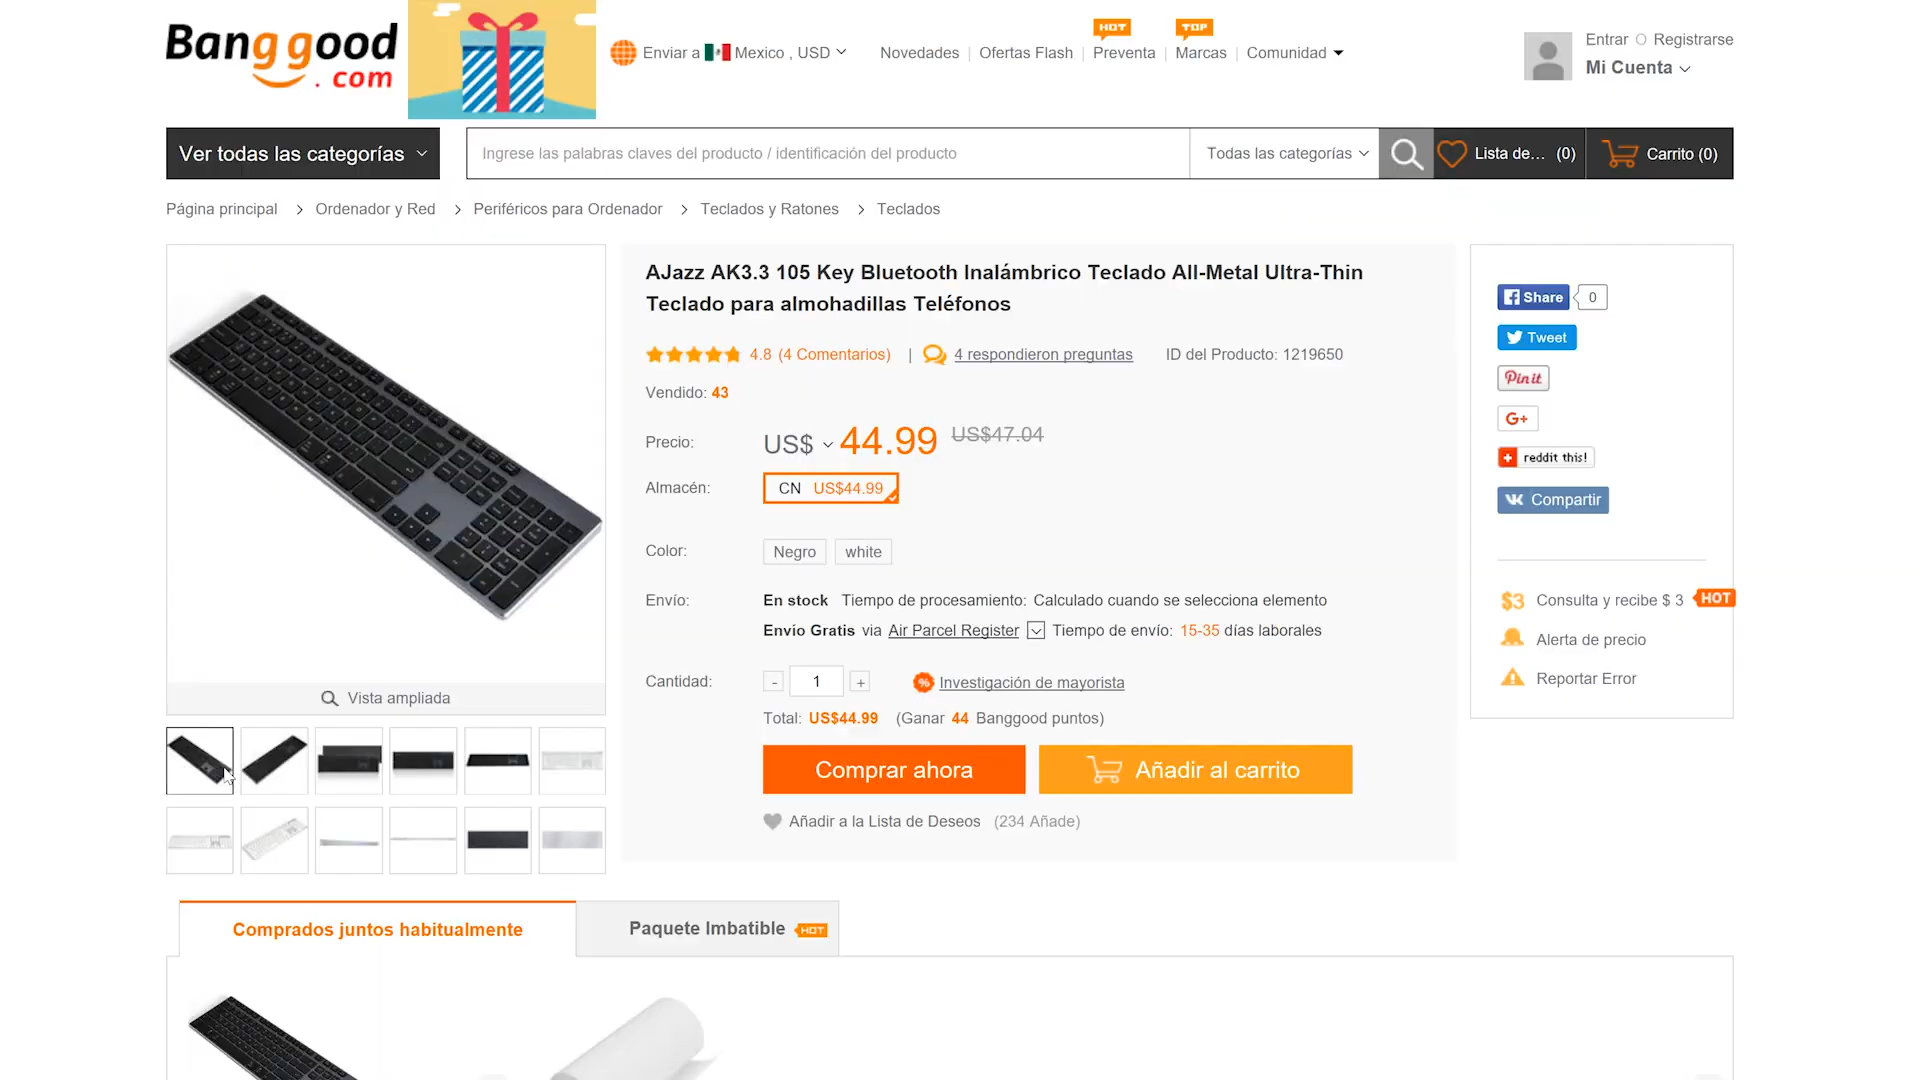 Banggood
.com
Enviar a Mexico , USD
Novedades
Ofertas Flash
HOT
Preventa
TOP
Marcas
Comunidad
Entrar O Registrarse
Mi Cuenta
Ver todas las categorías
Ingrese las palabras claves del producto / identificación del producto
Todas las categorías
Lista de... (0)
Carrito (0)
Página principal > Ordenador y Red > Periféricos para Ordenador > Teclados y Ratones > Teclados
AJazz AK3.3 105 Key Bluetooth Inalámbrico Teclado All-Metal Ultra-Thin
Teclado para almohadillas Teléfonos
4.8 (4 Comentarios) | 4 respondieron preguntas ID del Producto: 1219650
Vendido: 43
Precio: US$ 44.99 US$47.04
Almacén: CN US$44.99
Color: Negro white
Envío: En stock Tiempo de procesamiento: Calculado cuando se selecciona elemento
Envío Gratis via Air Parcel Register Tiempo de envío: 15-35 días laborales
Cantidad: - 1 + % Investigación de mayorista
Total: US$44.99 (Ganar 44 Banggood puntos)
Comprar ahora
Añadir al carrito
Añadir a la Lista de Deseos (234 Añade)
Vista ampliada
Share 0
Tweet
Pin it
G+
reddit this!
Compartir
$3 Consulta y recibe $ 3 HOT
Alerta de precio
Reportar Error
Comprados juntos habitualmente
Paquete Imbatible HOT